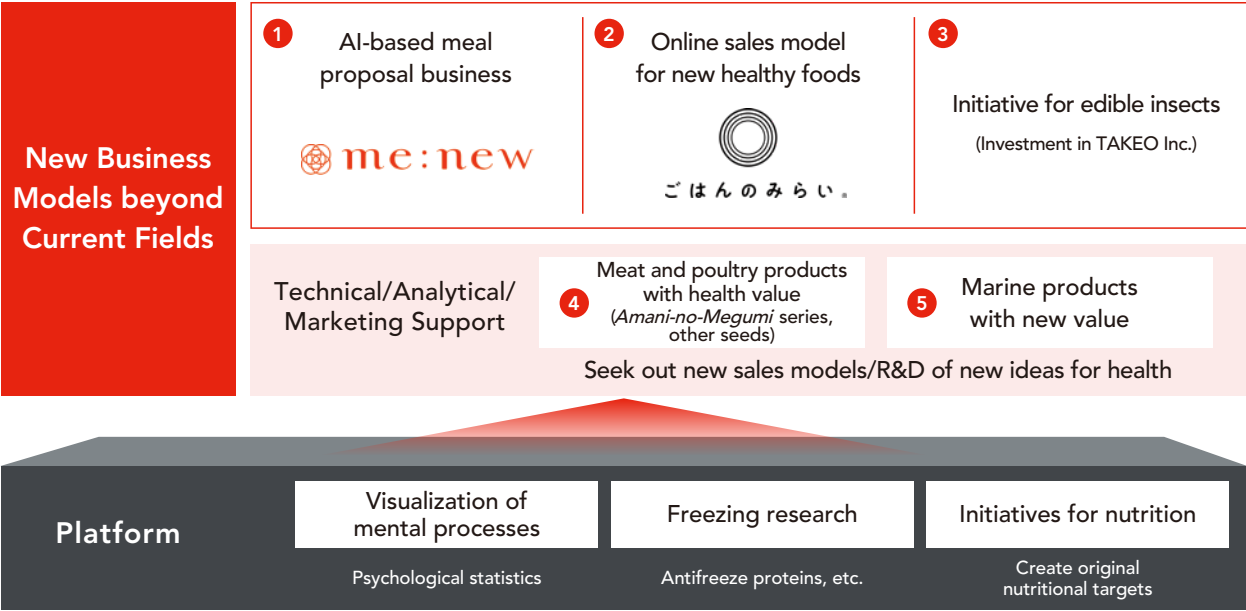 New Business
Models beyond
Current Fields
1
AI-based meal
proposal business
me:new
2
Online sales model
for new healthy foods
ごはんのみらい。
3
Initiative for edible insects
(Investment in TAKEO Inc.)
Technical/Analytical/
Marketing Support
4
Meat and poultry products
with health value
(Amani-no-Megumi series,
other seeds)
5
Marine products
with new value
Seek out new sales models/R&D of new ideas for health
Platform
Visualization of
mental processes
Psychological statistics
Freezing research
Antifreeze proteins, etc.
Initiatives for nutrition
Create original
nutritional targets